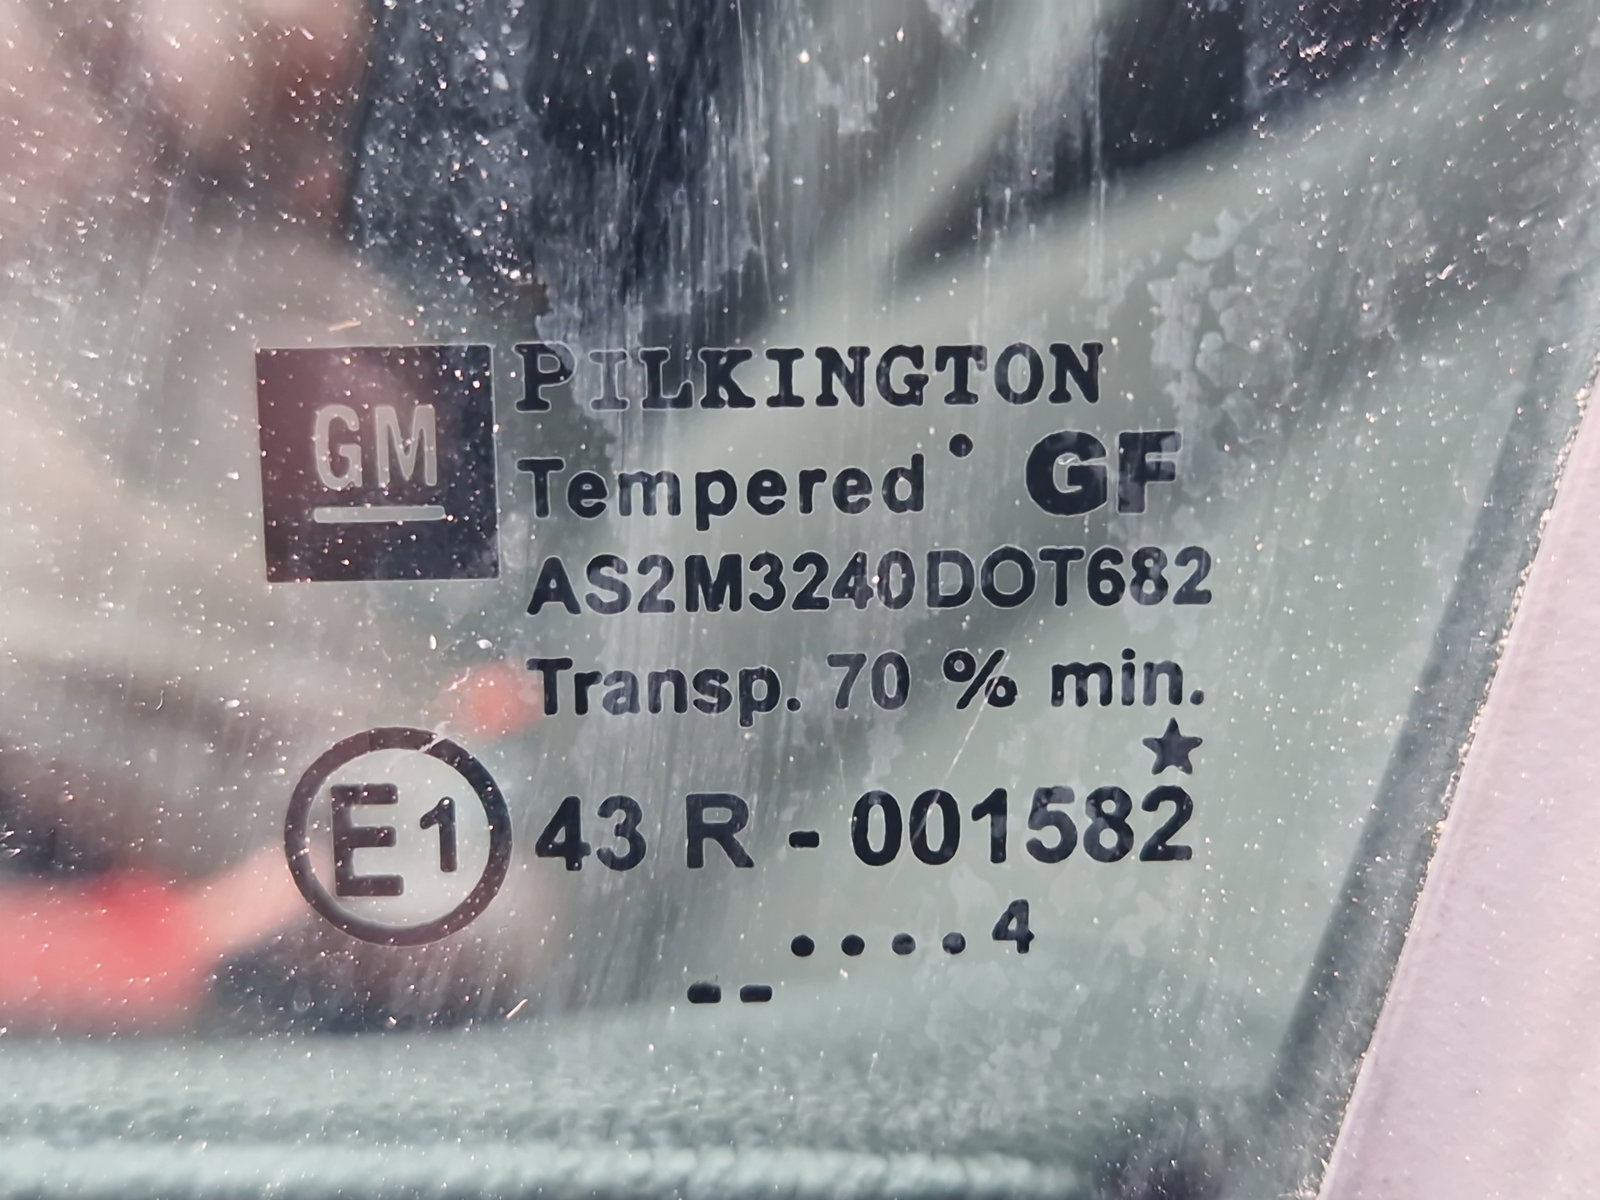 GM
PILKINGTON
Tempered GF
AS2M3240DOT682
Transp. 70 % min.
E1 43 R - 001582 ★
....4
--